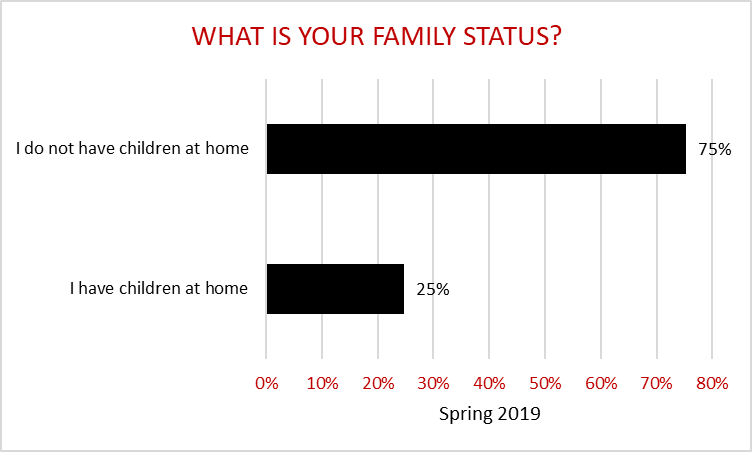 WHAT IS YOUR FAMILY STATUS?
I do not have children at home
75%
I have children at home
25%
0% 10% 20% 30% 40% 50% 60% 70% 80%
Spring 2019